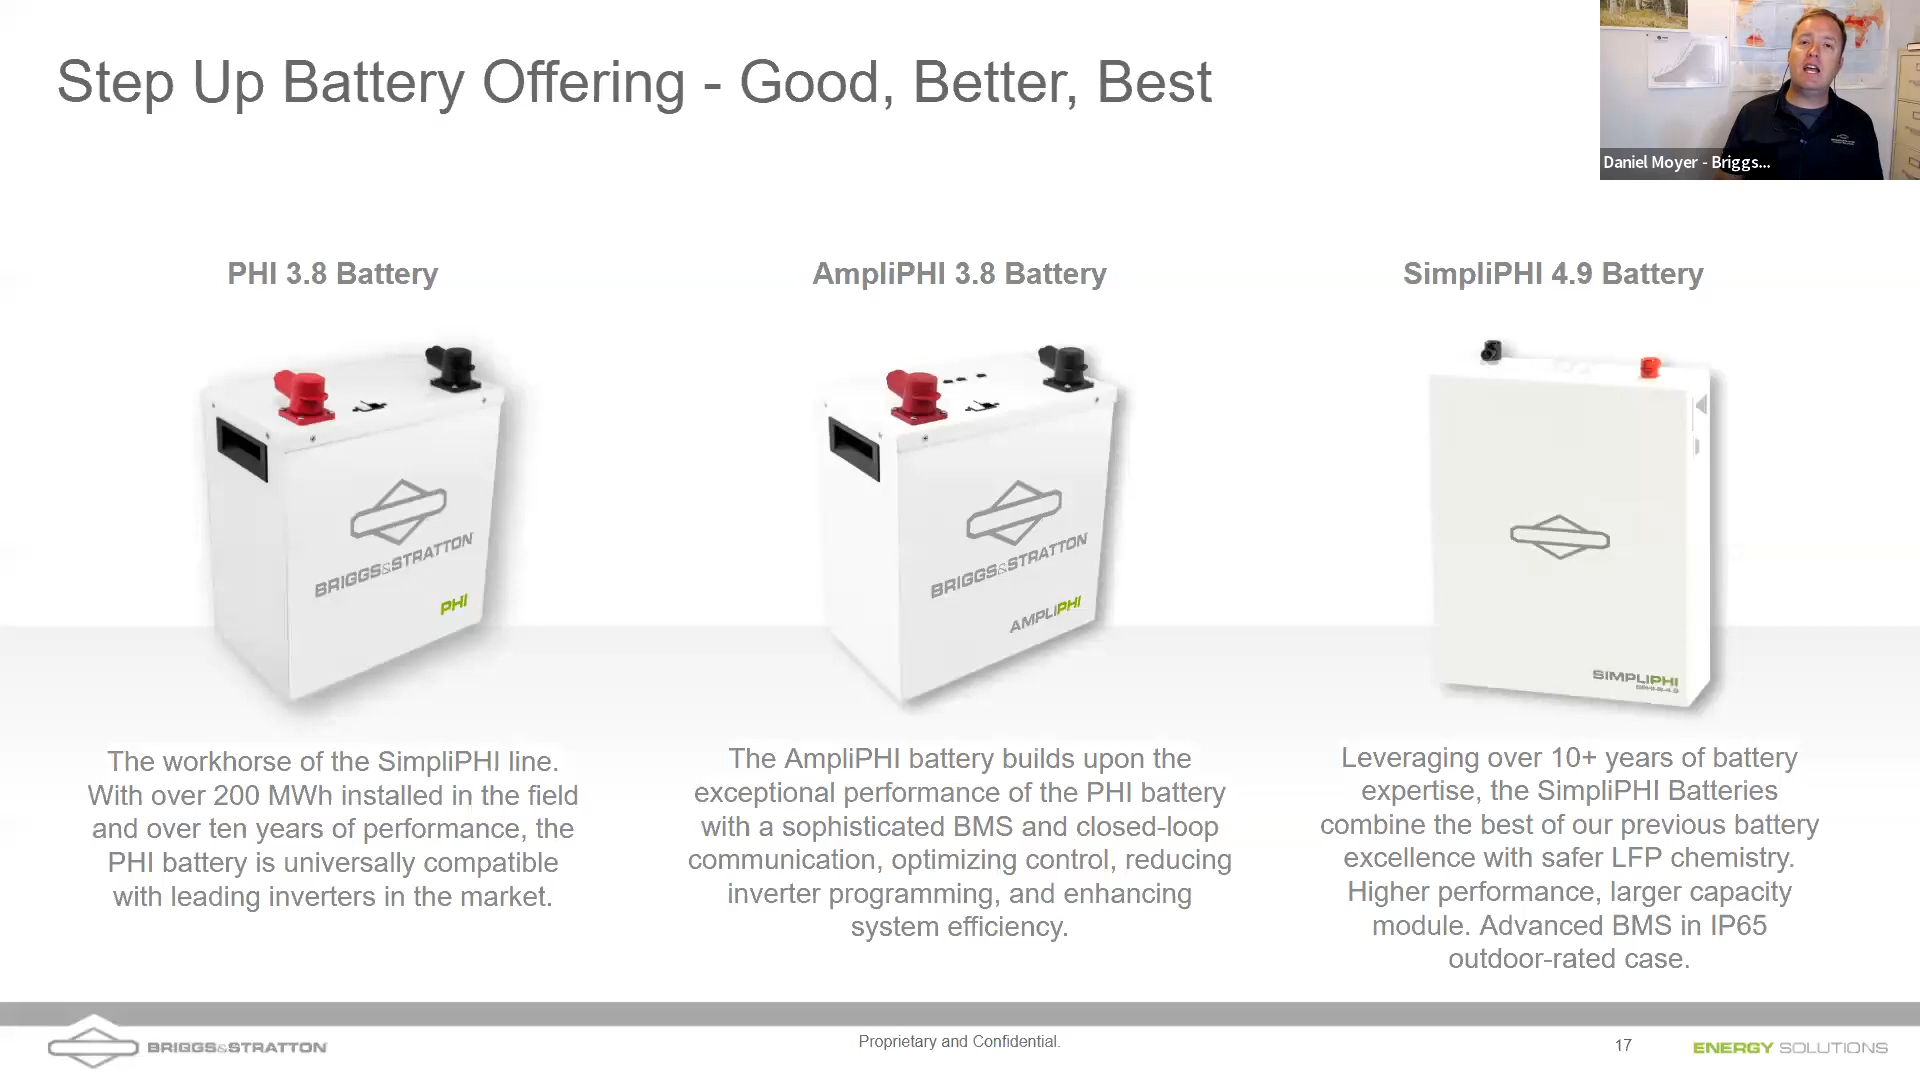 Step Up Battery Offering - Good, Better, Best
Daniel Moyer - Briggs...
PHI 3.8 Battery
AmpliPHI 3.8 Battery
SimpliPHI 4.9 Battery
BRIGGS&STRATTON
PHI
BRIGGS&STRATTON
AMPLIPHI
SIMPLIPHI
The workhorse of the SimpliPHI line.
With over 200 MWh installed in the field
and over ten years of performance, the
PHI battery is universally compatible
with leading inverters in the market.
The AmpliPHI battery builds upon the
exceptional performance of the PHI battery
with a sophisticated BMS and closed-loop
communication, optimizing control, reducing
inverter programming, and enhancing
system efficiency.
Leveraging over 10+ years of battery
expertise, the SimpliPHI Batteries
combine the best of our previous battery
excellence with safer LFP chemistry.
Higher performance, larger capacity
module. Advanced BMS in IP65
outdoor-rated case.
BRIGGS&STRATTON
Proprietary and Confidential.
17
ENERGY SOLUTIONS